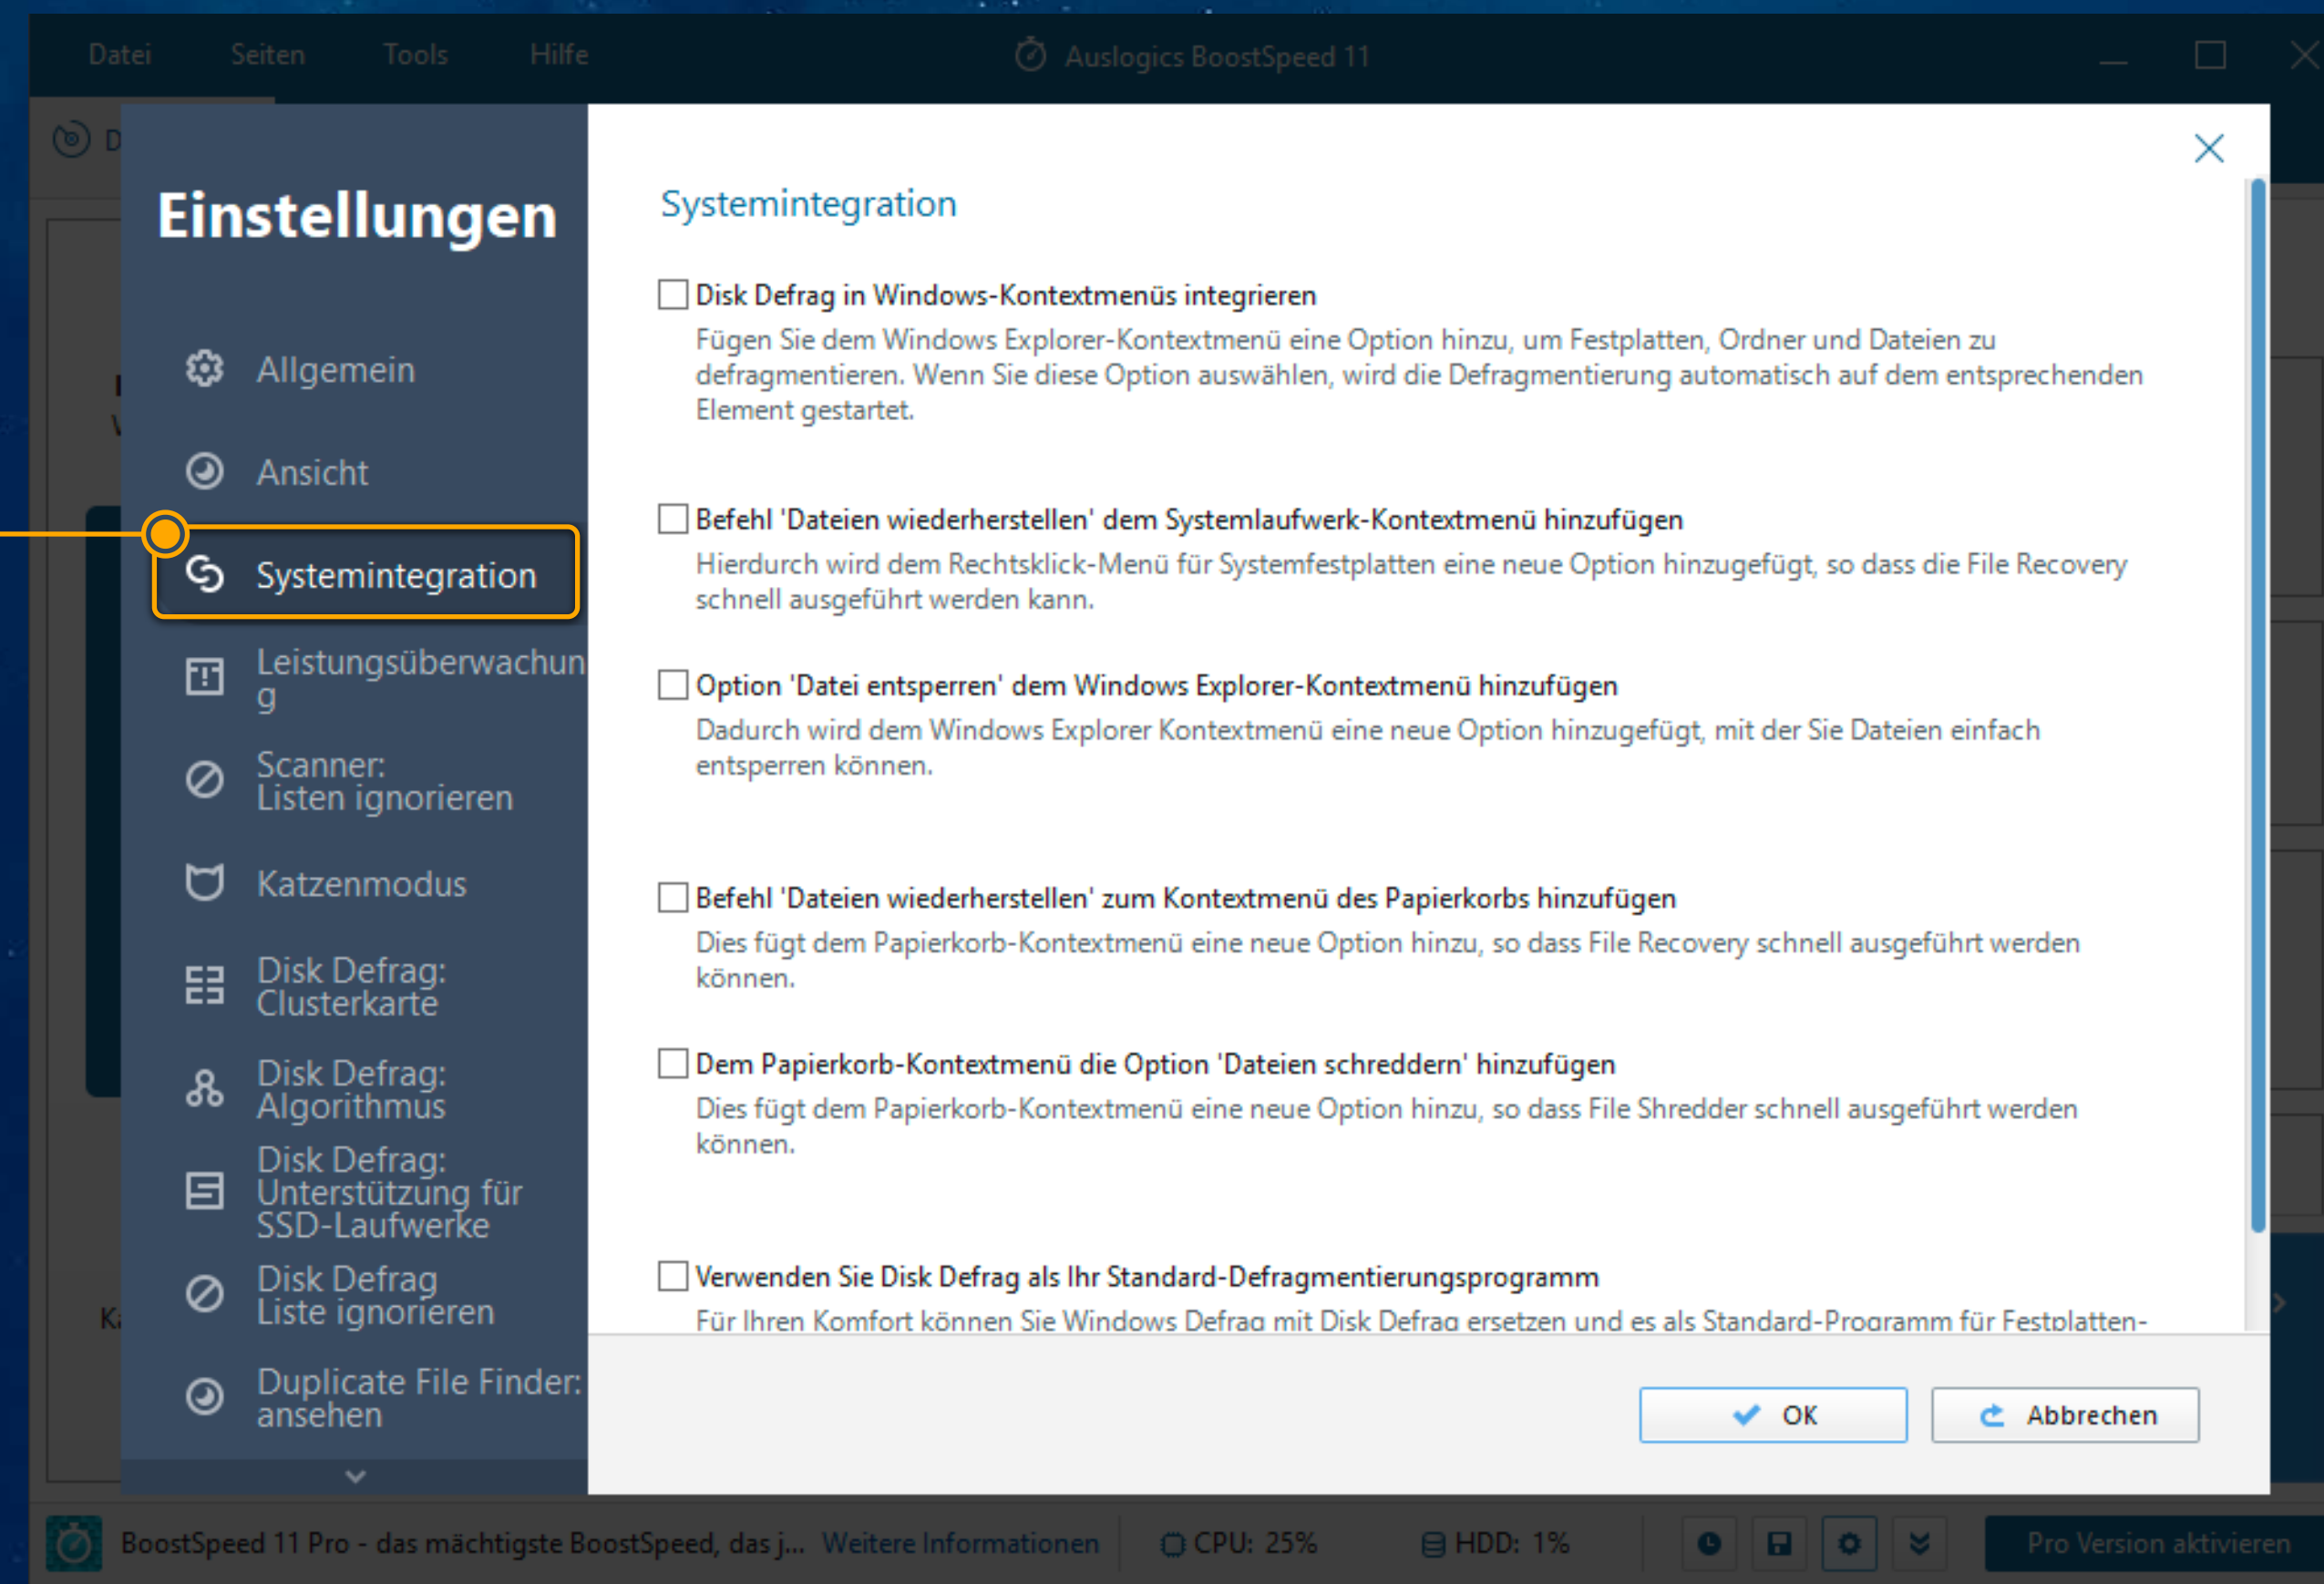 Datei Seiten Tools Hilfe Auslogics BoostSpeed 11
Einstellungen
Allgemein
Ansicht
Systemintegration
Leistungsüberwachun
g
Scanner:
Listen ignorieren
Katzenmodus
Disk Defrag:
Clusterkarte
Disk Defrag:
Algorithmus
Disk Defrag:
Unterstützung für
SSD-Laufwerke
Disk Defrag
Liste ignorieren
Duplicate File Finder:
ansehen
Systemintegration
Disk Defrag in Windows-Kontextmenüs integrieren
Fügen Sie dem Windows Explorer-Kontextmenü eine Option hinzu, um Festplatten, Ordner und Dateien zu
defragmentieren. Wenn Sie diese Option auswählen, wird die Defragmentierung automatisch auf dem entsprechenden
Element gestartet.
Befehl 'Dateien wiederherstellen' dem Systemlaufwerk-Kontextmenü hinzufügen
Hierdurch wird dem Rechtsklick-Menü für Systemfestplatten eine neue Option hinzugefügt, so dass die File Recovery
schnell ausgeführt werden kann.
Option 'Datei entsperren' dem Windows Explorer-Kontextmenü hinzufügen
Dadurch wird dem Windows Explorer Kontextmenü eine neue Option hinzugefügt, mit der Sie Dateien einfach
entsperren können.
Befehl 'Dateien wiederherstellen' zum Kontextmenü des Papierkorbs hinzufügen
Dies fügt dem Papierkorb-Kontextmenü eine neue Option hinzu, so dass File Recovery schnell ausgeführt werden
können.
Dem Papierkorb-Kontextmenü die Option 'Dateien schreddern' hinzufügen
Dies fügt dem Papierkorb-Kontextmenü eine neue Option hinzu, so dass File Shredder schnell ausgeführt werden
können.
Verwenden Sie Disk Defrag als Ihr Standard-Defragmentierungsprogramm
Für Ihren Komfort können Sie Windows Defrag mit Disk Defrag ersetzen und es als Standard-Programm für Festplatten-
OK Abbrechen
BoostSpeed 11 Pro - das mächtigste BoostSpeed, das j... Weitere Informationen CPU: 25% HDD: 1% Pro Version aktivieren